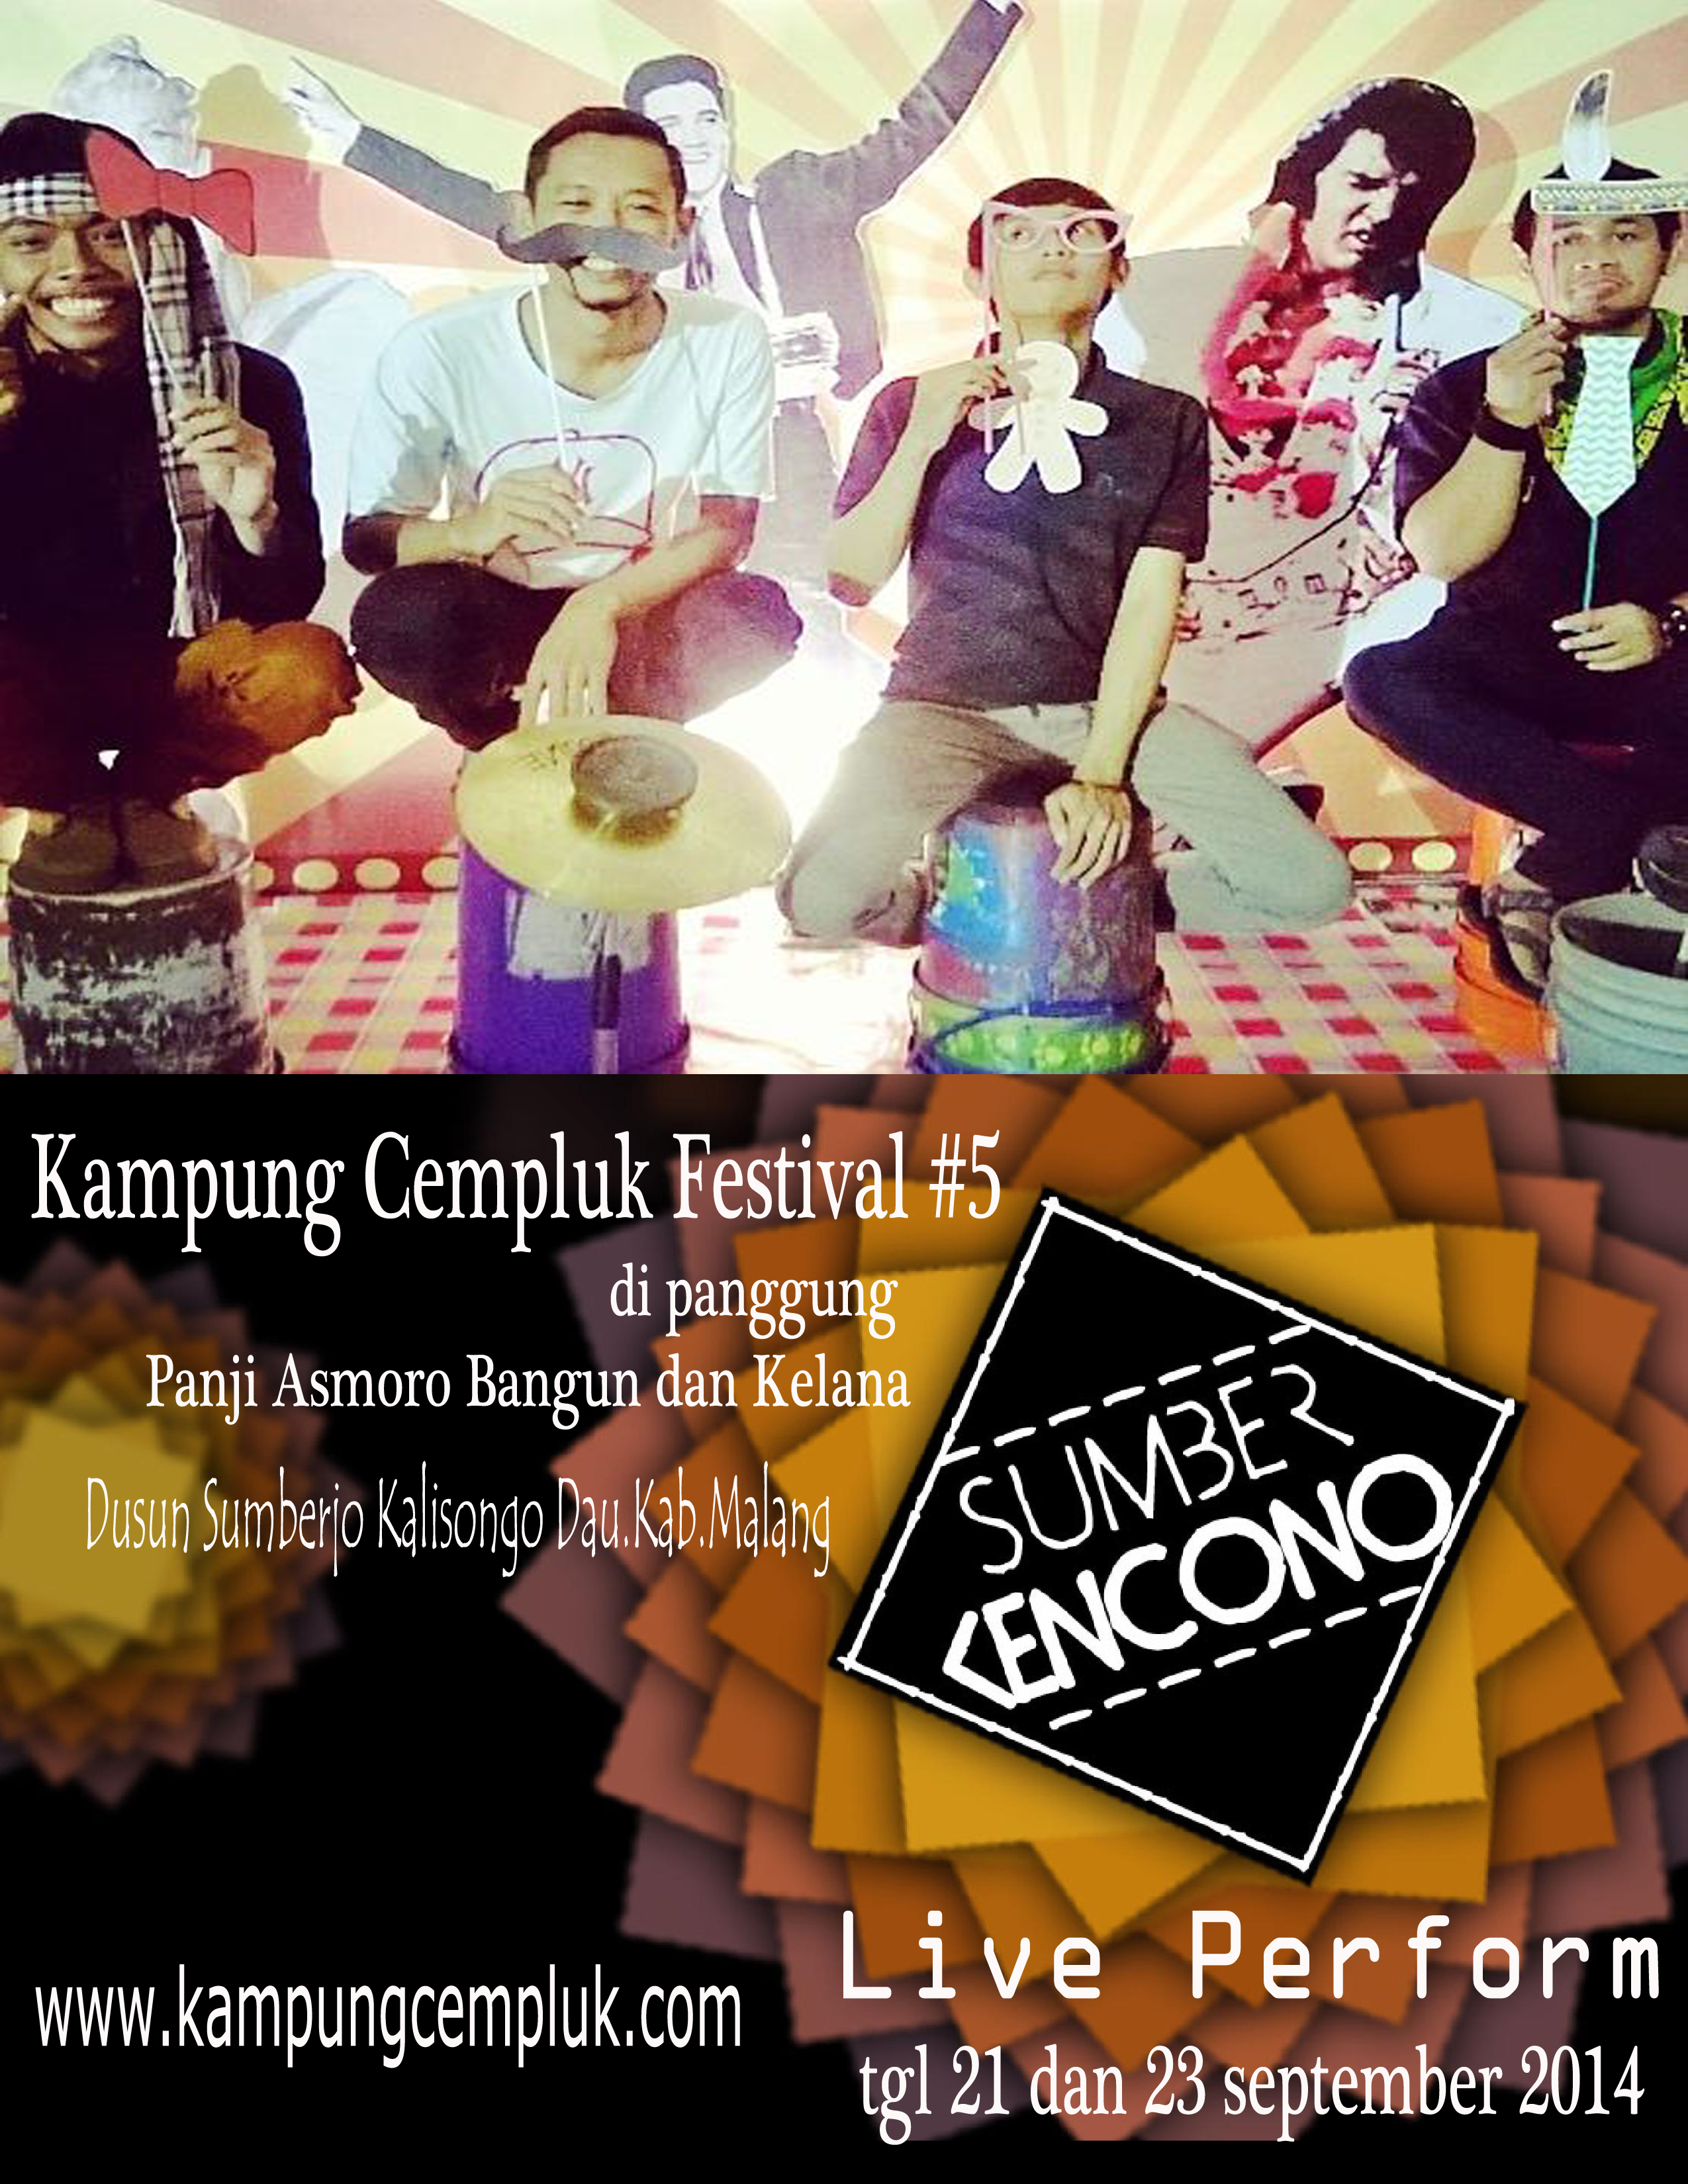 Kampung Cempluk Festival #5
di panggung
Panji Asmoro Bangun dan Kelana
Dusun Sumberjo Kalisongo Dau.Kab.Malang
SUMBER
KENCONO
Live Perform
www.kampungcempluk.com
tgl 21 dan 23 september 2014